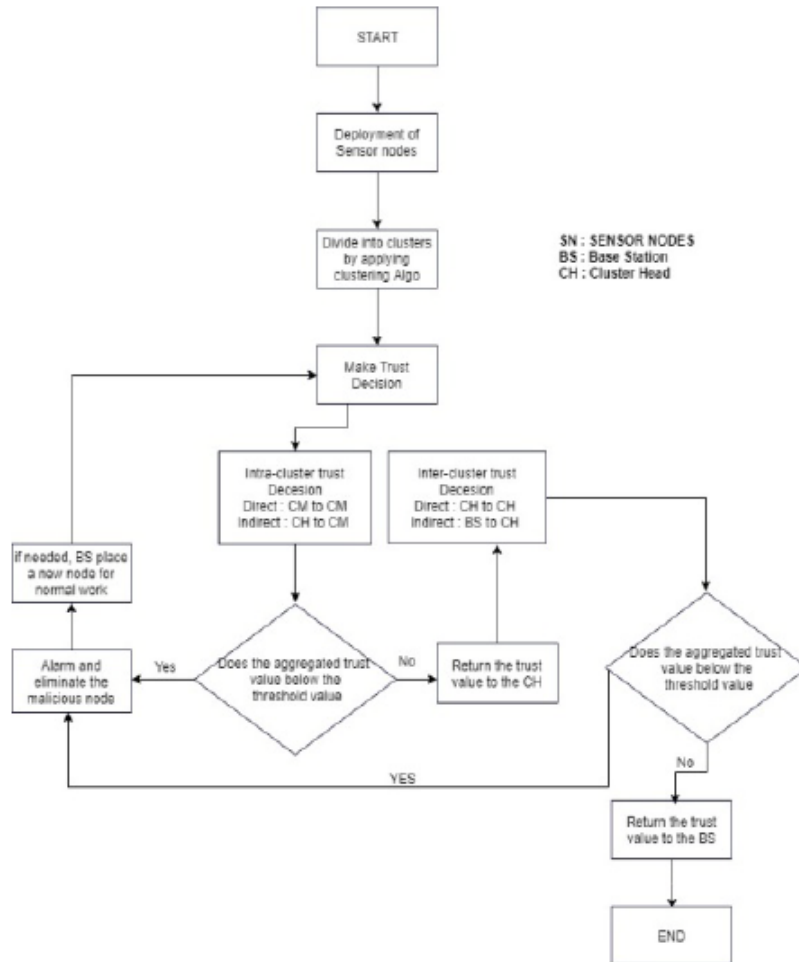 START
Deployment of
Sensor nodes
Divide into clusters
by applying
clustering Algo
SN : SENSOR NODES
BS : Base Station
CH : Cluster Head
Make Trust
Decision
Intra-cluster trust
Decesion
Direct : CM to CM
Indirect : CH to CM
Inter-cluster trust
Decesion
Direct : CH to CH
Indirect : BS to CH
if needed, BS place
a new node for
normal work
Alarm and
eliminate the
malicious node
Yes
Does the aggregated trust
value below the
threshold value
No
Return the trust
value to the CH
Does the aggregated trust
value below the
threshold value
YES
No
Return the trust
value to the BS
END